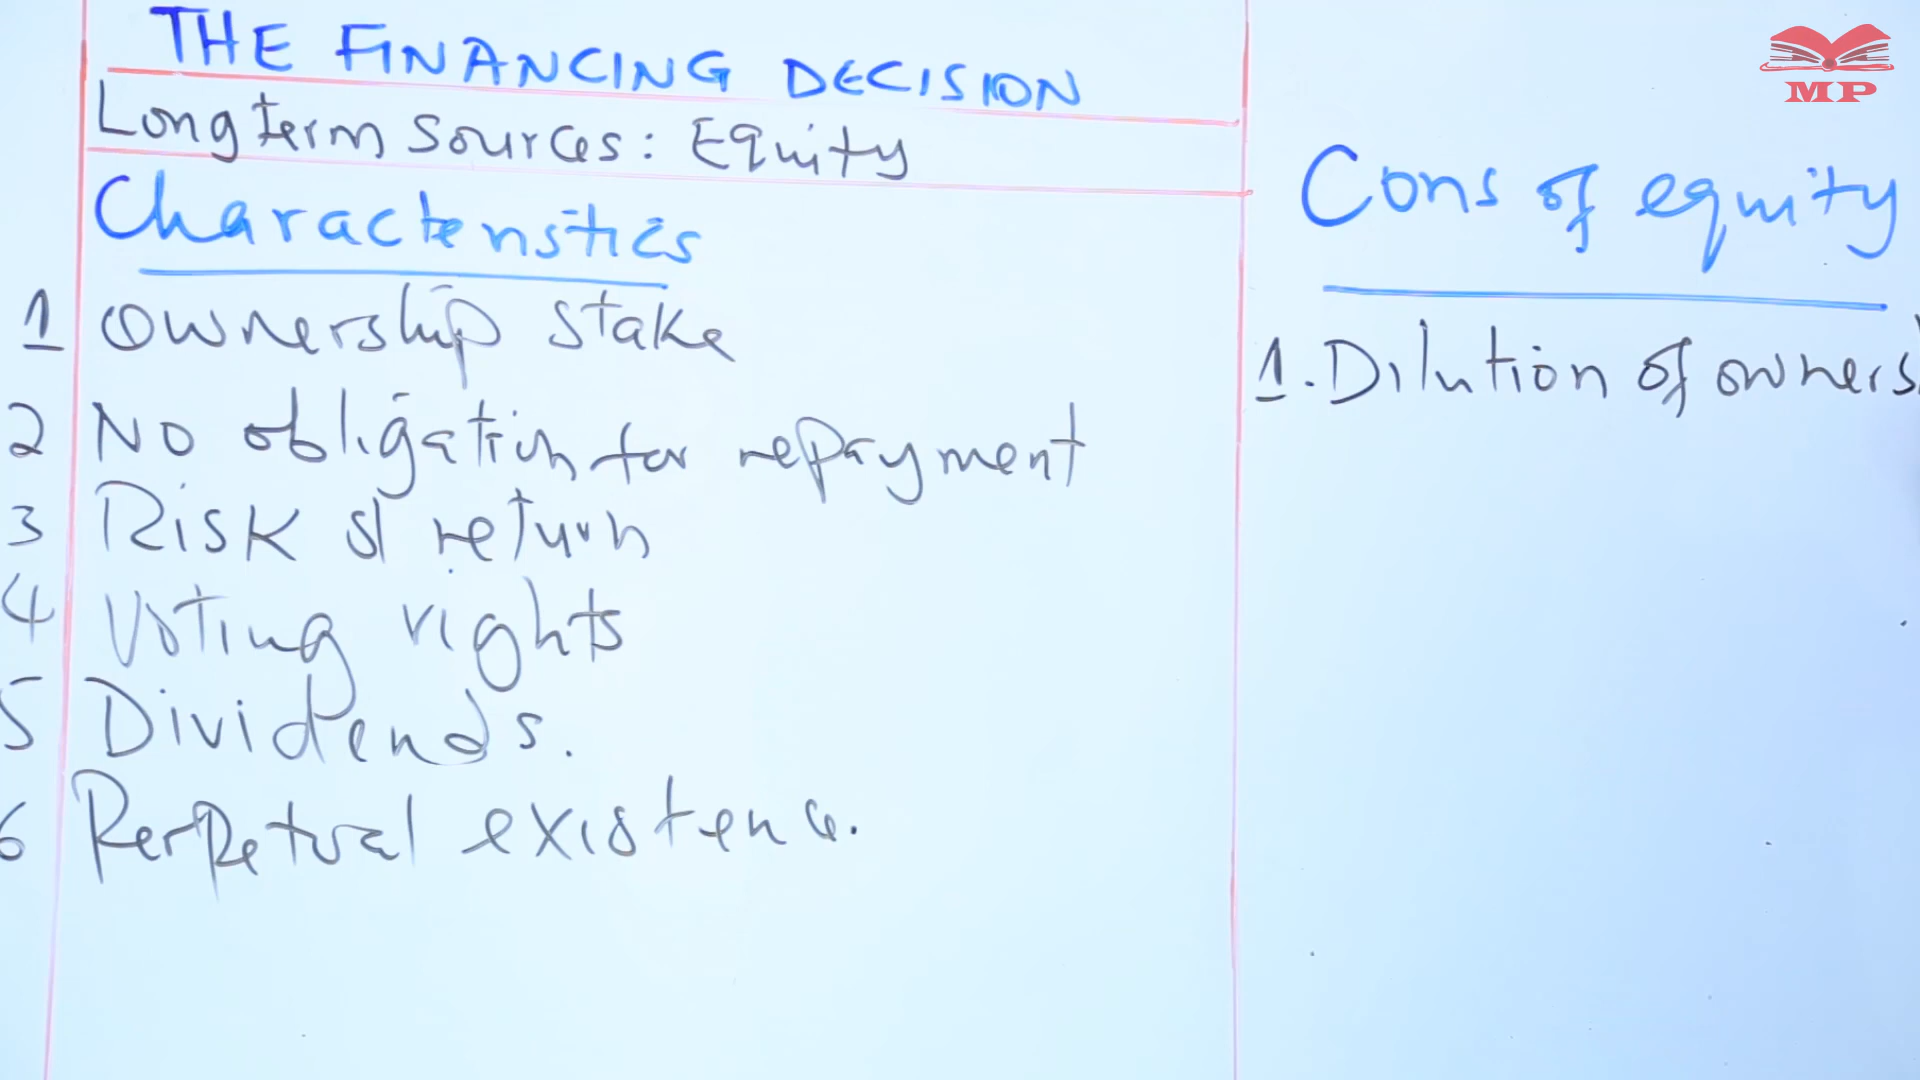 THE FINANCING DECISION
Long term sources: Equity
Characteristics
1 Ownership stake
2 No obligation for repayment
3 Risk & return
4 Voting rights
5 Dividends.
6 Perpetual existence.
MP
Cons of equity
1. Dilution of owners